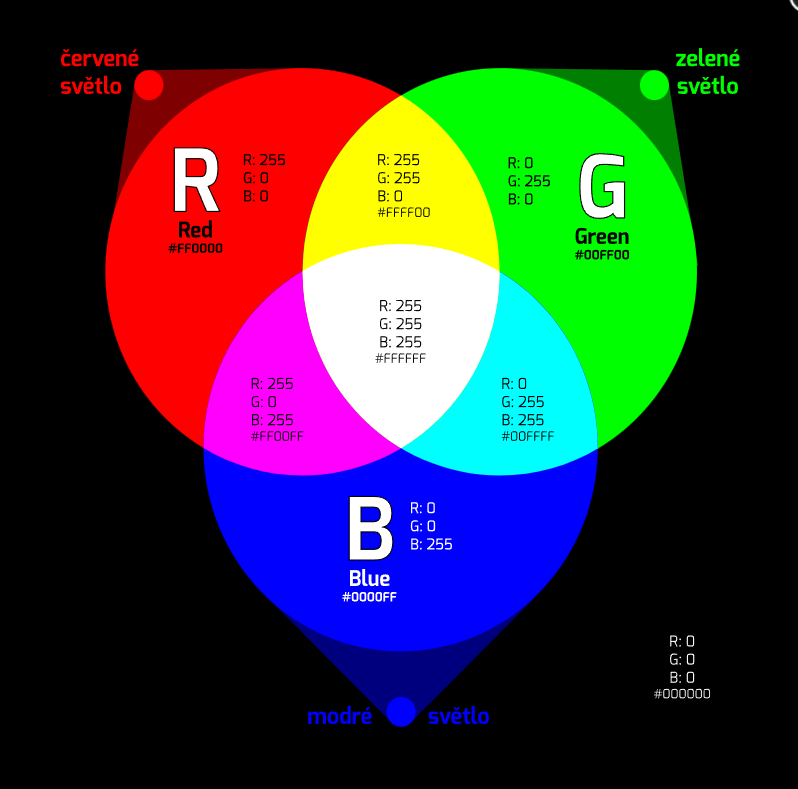 červené
světlo
zelené
světlo
R
Red
#FF0000
R: 255
G: 0
B: 0
R: 255
G: 255
B: 0
#FFFF00
R: 0
G: 255
B: 0
G
Green
#00FF00
R: 255
G: 255
B: 255
#FFFFFF
R: 255
G: 0
B: 255
#FF00FF
R: 0
G: 255
B: 255
#00FFFF
B
Blue
#0000FF
R: 0
G: 0
B: 255
R: 0
G: 0
B: 0
#000000
modré světlo